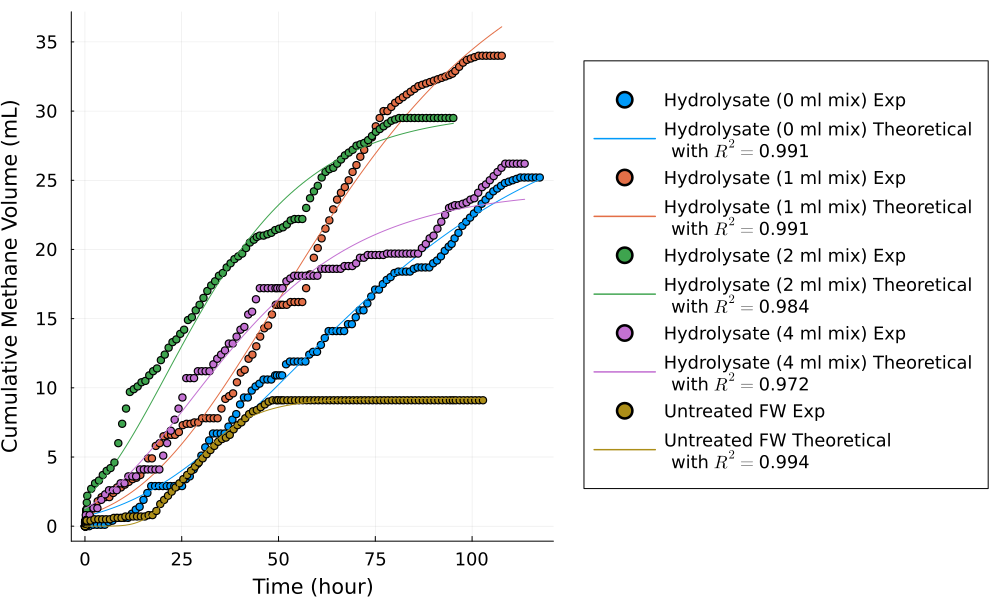 Cumulative Methane Volume (mL)
35
30
25
20
15
10
5
0
0 25 50 75 100
Time (hour)
Hydrolysate (0 ml mix) Exp
Hydrolysate (0 ml mix) Theoretical
with R² = 0.991
Hydrolysate (1 ml mix) Exp
Hydrolysate (1 ml mix) Theoretical
with R² = 0.991
Hydrolysate (2 ml mix) Exp
Hydrolysate (2 ml mix) Theoretical
with R² = 0.984
Hydrolysate (4 ml mix) Exp
Hydrolysate (4 ml mix) Theoretical
with R² = 0.972
Untreated FW Exp
Untreated FW Theoretical
with R² = 0.994